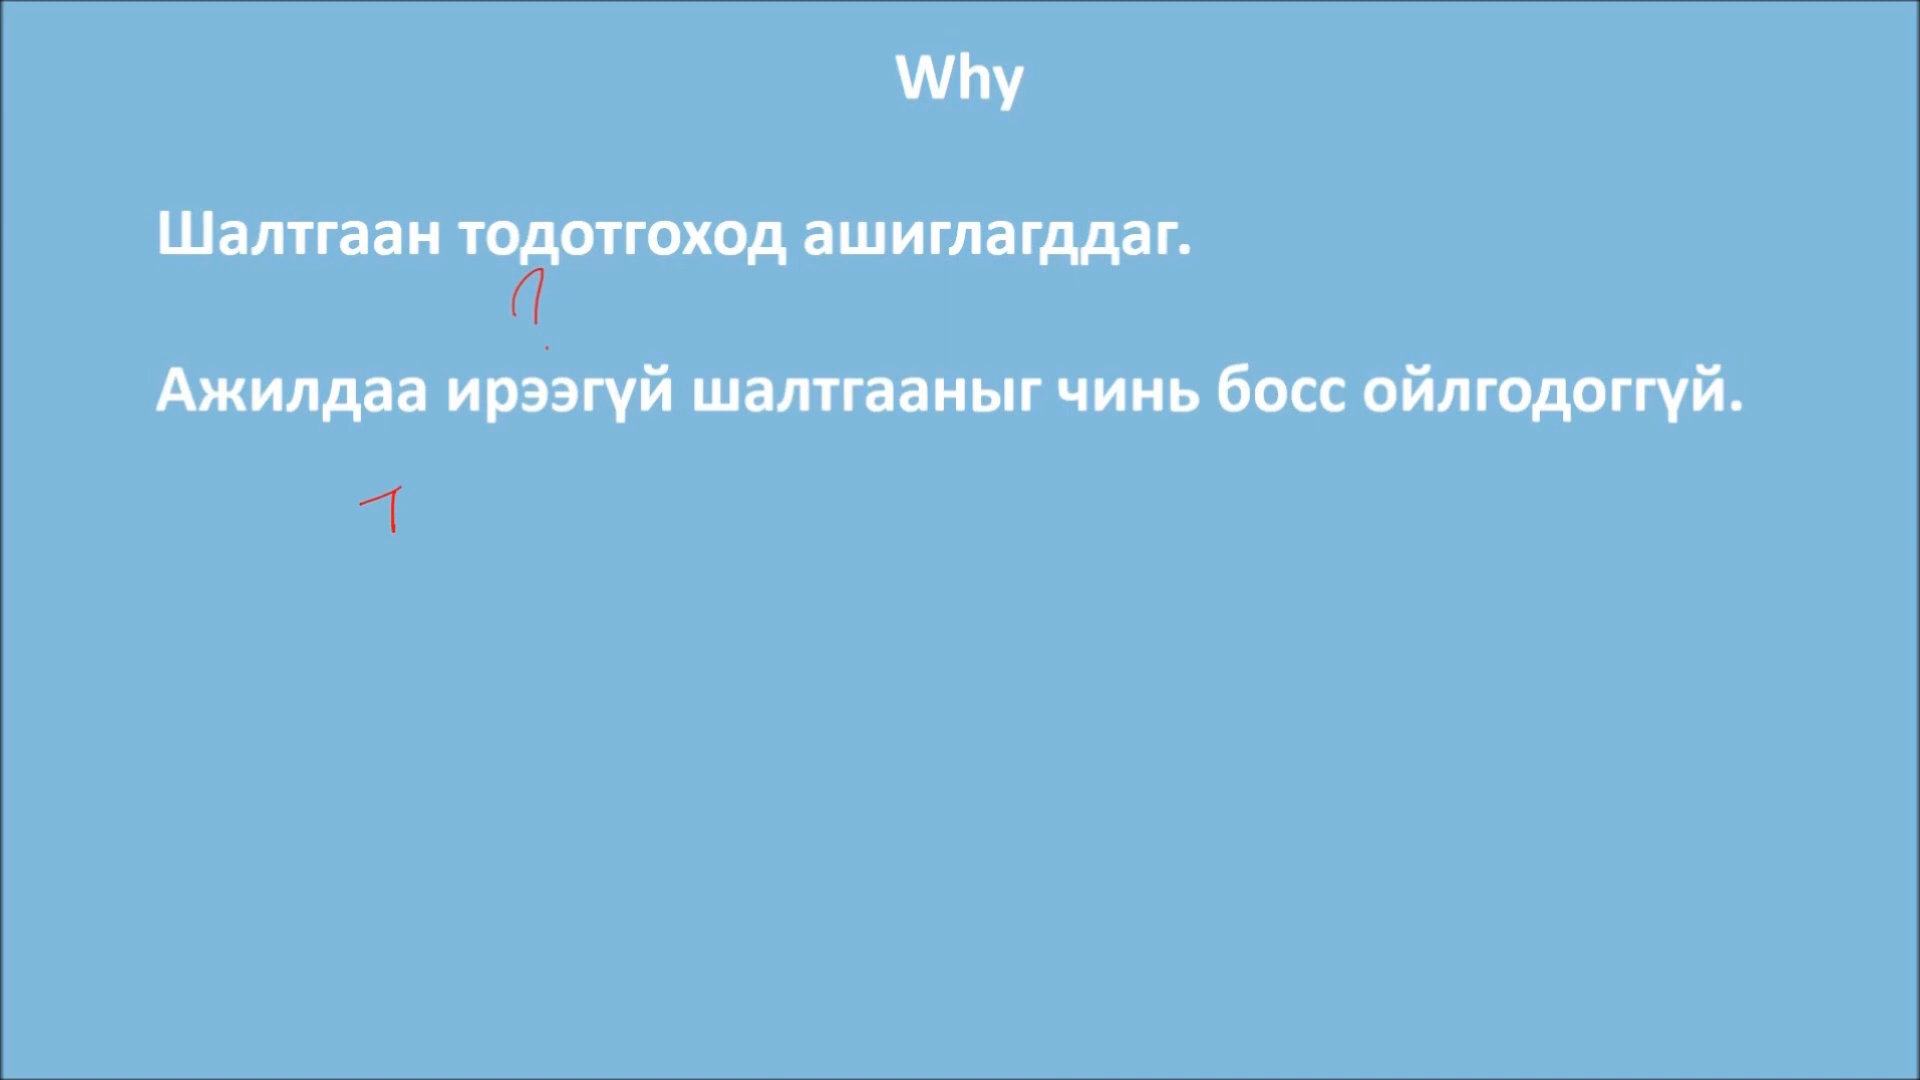 Why
Шалтгаан тодотгоход ашиглагддаг.
?
Ажилдаа ирээгүй шалтгааныг чинь босс ойлгодоггүй.